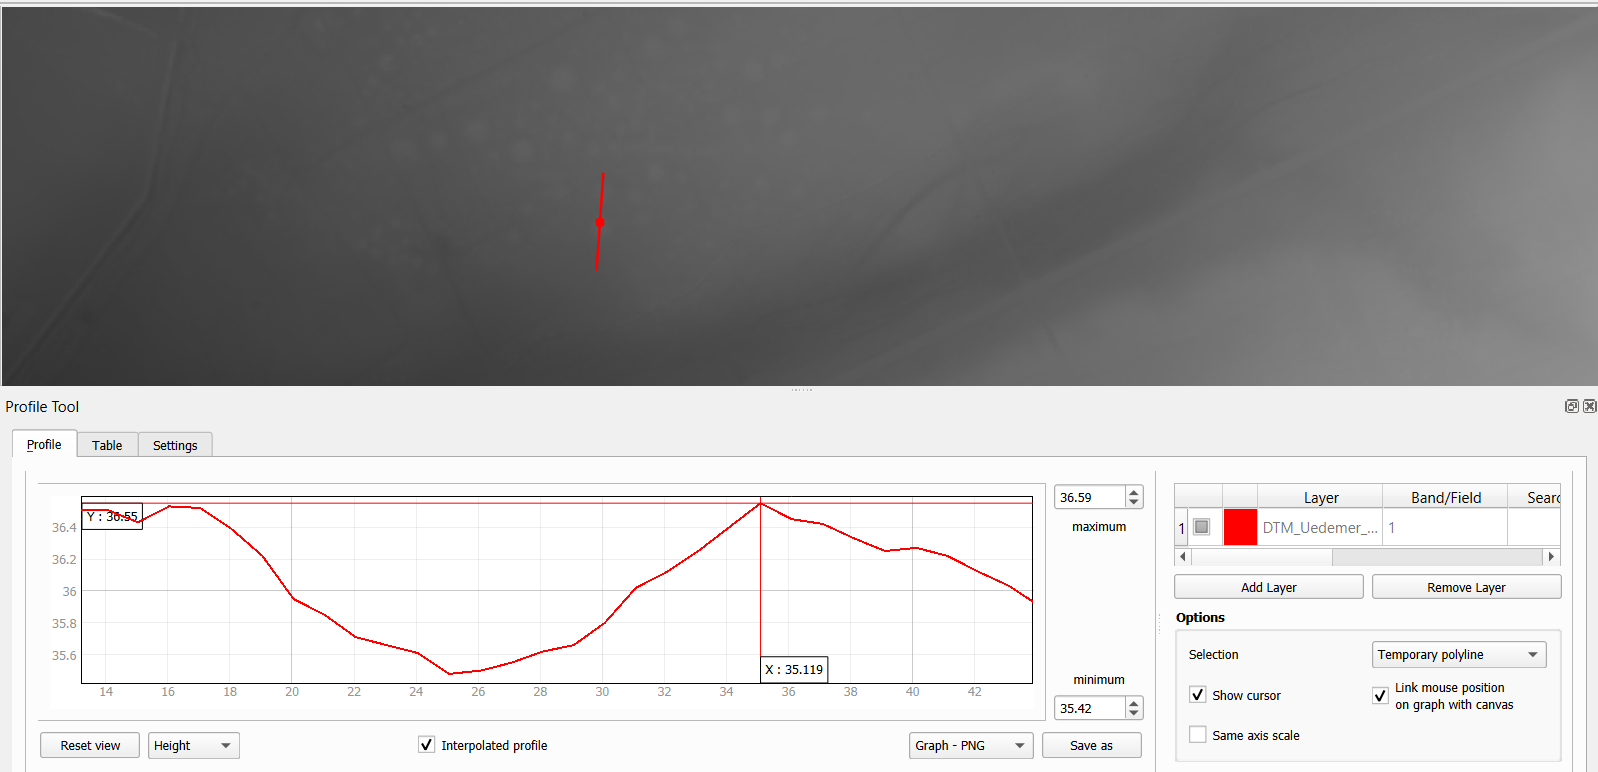 Profile Tool
Profile Table Settings
Y : 36.55
36.4
36.2
36
35.8
35.6
14 16 18 20 22 24 26 28 30 32 34 36 38 40 42
X : 35.119
36.59
maximum
minimum
35.42
Reset view Height Interpolated profile Graph - PNG Save as
Layer Band/Field Searc
1 DTM_Uedemer_... 1
Add Layer Remove Layer
Options
Selection Temporary polyline
Show cursor
Link mouse position
on graph with canvas
Same axis scale